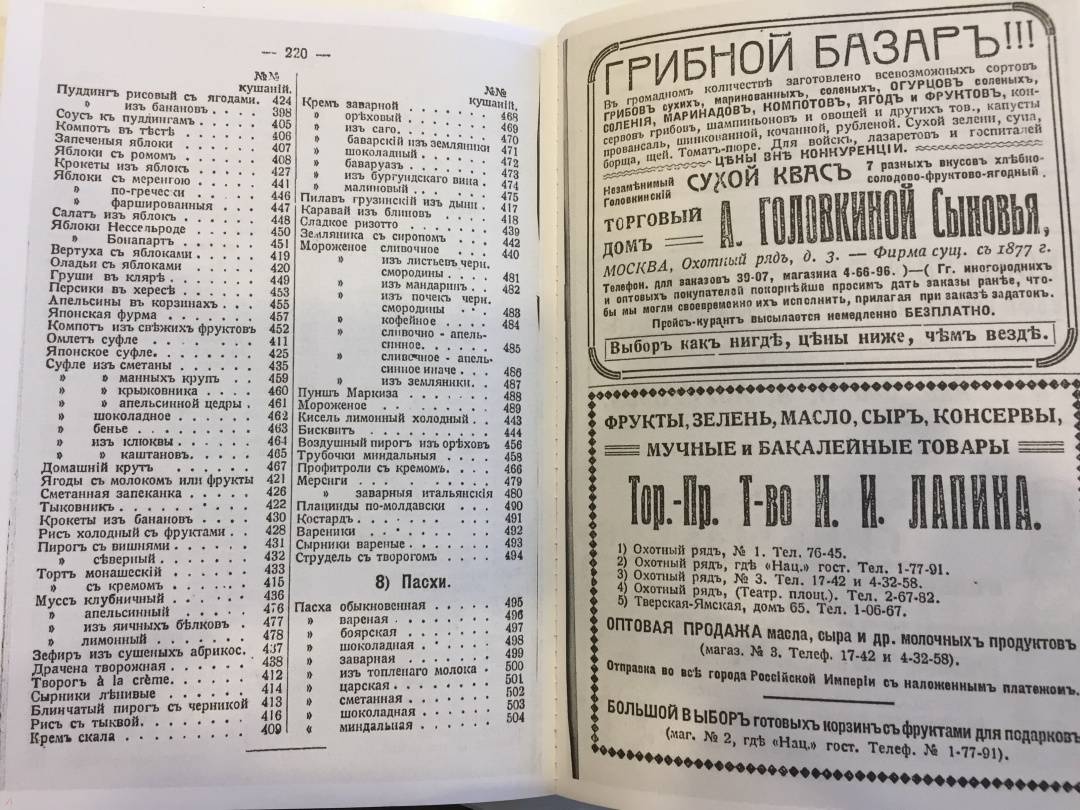 — 220 —
№№
кушаній.
Пуддингъ рисовый съ ягодами. 424
» изъ бананов . . . . . 398
Соусъ къ пуддингамъ . . . . 405
Компотъ въ тѣстѣ . . . . . . 406
Запеченыя яблоки . . . . . . 407
Яблоки съ ромомъ . . . . . . 408
Крокеты изъ яблокъ . . . . . 427
Яблоки съ меренгою . . . . . 441
» по-гречески . . . . . 446
» фаршированныя . . . 447
Салатъ изъ яблокъ . . . . . 448
Яблоки Нессельроде . . . . . 450
» Бонапартъ . . . . . 451
Вертуха съ яблоками . . . . . 419
Оладьи съ яблоками . . . . . 420
Груши въ клярѣ . . . . . . . 449
Персики въ хересѣ . . . . . . 453
Апельсины въ корзинахъ . . . 455
Японская фурма . . . . . . . 457
Компотъ изъ свѣжихъ фруктовъ 452
Омлетъ суфле . . . . . . . . 411
Японское суфле. . . . . . . . 425
Суфле изъ сметаны . . . . . 435
» » манныхъ крупъ . . 459
» » крыжовника . . . . 460
» » апельсинной цедры . 461
» шоколадное . . . . . . 462
» бенье . . . . . . . . . 463
» изъ клюквы . . . . . . 464
» » каштановъ . . . . . 465
Домашній крутъ . . . . . . . 467
Ягоды съ молокомъ или фрукты 421
Сметанная запеканка . . . . . 426
Тыковникъ . . . . . . . . . . 422
Крокеты изъ бананов . . . . . 430
Рисъ холодный съ фруктами . . 428
Пирогъ съ вишнями . . . . . . 431
» сѣверный . . . . . . . 432
Тортъ монашескій . . . . . . 433
» съ кремомъ . . . . . . 415
Муссъ клубничный . . . . . . 436
» апельсинный . . . . . . 476
» изъ яичныхъ бѣлковъ . . 477
» лимонный . . . . . . . 478
Зефиръ изъ сушеныхъ абрикос. 437
Драчена творожная . . . . . . 438
Творогъ à la crème. . . . . . 412
Сырники лѣнивые . . . . . . 414
Блинчатый пирогъ съ черникой 413
Рисъ съ тыквой. . . . . . . . 416
Кремъ скала . . . . . . . . . 409
№№
кушаній.
Кремъ заварной . . . . . . . 468
» орѣховый . . . . . . . 469
» изъ саго. . . . . . . . 470
» баварскій изъ земляники 471
» шоколадный . . . . . . 472
» баваруазъ . . . . . . . 473
» изъ бургундскаго вина . 474
» малиновый . . . . . . . 475
Пилавъ грузинскій изъ дыни . 417
Каравай изъ блиновъ . . . . . 418
Сладкое ризотто . . . . . . . 439
Земляника съ сиропомъ . . . . 442
Мороженое сливочное . . . . . 440
» изъ листьевъ черн.
смородины . . . . 481
» изъ мандаринъ . . . 482
» изъ почекъ черн.
смородины . . . . 483
» кофейное . . . . . 484
» сливочно - апель-
синное. . . . . . 485
» сливочное - апель-
синное иначе . . . 486
» изъ земляники. . . 487
Пуншъ Маркиза . . . . . . . 488
Мороженое . . . . . . . . . . 489
Кисель лимонный холодный . . 443
Бисквитъ . . . . . . . . . . 444
Воздушный пирогъ изъ орѣховъ 456
Трубочки миндальныя . . . . . 458
Профитроли съ кремомъ. . . . 466
Меренги . . . . . . . . . . . 479
» заварныя итальянскія 480
Плацинды по-молдавски . . . . 490
Костардъ. . . . . . . . . . . 491
Вареники . . . . . . . . . . 492
Сырники вареные. . . . . . . 493
Струдель съ творогомъ . . . . 494
8) Пасхи.
Пасха обыкновенная . . . . . 495
» вареная . . . . . . . . 496
» боярская . . . . . . . 497
» шоколадная . . . . . . 498
» заварная . . . . . . . 499
» изъ топленаго молока . . 500
» царская . . . . . . . . 501
» сметанная . . . . . . . 502
» шоколадная . . . . . . 503
» миндальная . . . . . . 504
ГРИБНОЙ БАЗАРЪ!!!
Въ громадномъ количествѣ заготовлено всевозможныхъ сортовъ
ГРИБОВЪ сухихъ, маринованныхъ, соленыхъ, ОГУРЦОВЪ соленыхъ,
СОЛЕНІЯ, МАРИНАДОВЪ, КОМПОТОВЪ, ЯГОДЪ и ФРУКТОВЪ, кон-
сервовъ грибовъ, шампиньоновъ и овощей и другихъ тов., капусты
провансаль, шинкованной, кочанной, рубленой. Сухой зелени, супа,
борща, щей. Томатъ-пюре. Для войскъ, лазаретовъ и госпиталей
ЦѢНЫ ВНѢ КОНКУРЕНЦІИ.
Незамѣнимый
Головкинскій
СУХОЙ КВАСЪ
7 разныхъ вкусовъ хлѣбно-
солодово-фруктово-ягодный.
ТОРГОВЫЙ
ДОМЪ
А. ГОЛОВКИНОЙ Сыновья,
МОСКВА, Охотный рядъ, д. 3. — Фирма сущ. съ 1877 г.
Телефон. для заказов 39-07, магазина 4-66-96. )—( Гг. иногороднихъ
и оптовыхъ покупателей покорнѣйше просимъ дать заказы ранѣе, что-
бы мы могли своевременно ихъ исполнить, прилагая при заказѣ задатокъ.
Прейсъ-курантъ высылается немедленно БЕЗПЛАТНО.
Выборъ какъ нигдѣ, цѣны ниже, чѣмъ вездѣ.
ФРУКТЫ, ЗЕЛЕНЬ, МАСЛО, СЫРЪ, КОНСЕРВЫ,
МУЧНЫЕ и БАКАЛЕЙНЫЕ ТОВАРЫ
Тор.-Пр. Т-во И. И. ЛАПИНА.
1) Охотный рядъ, № 1. Тел. 76-45.
2) Охотный рядъ, гдѣ «Нац.» гост. Тел. 1-77-91.
3) Охотный рядъ, № 3. Тел. 17-42 и 4-32-58.
4) Охотный рядъ, (Театр. площ.). Тел. 2-67-82.
5) Тверская-Ямская, домъ 65. Тел. 1-06-67.
ОПТОВАЯ ПРОДАЖА масла, сыра и др. молочныхъ продуктовъ
(магаз. № 3. Телеф. 17-42 и 4-32-58).
Отправка во всѣ города Россійской Имперіи съ наложеннымъ платежомъ.
БОЛЬШОЙ ВЫБОРЪ готовыхъ корзинъ съ фруктами для подарковъ
(маг. № 2, гдѣ «Нац.» гост. Телеф. № 1-77-91).